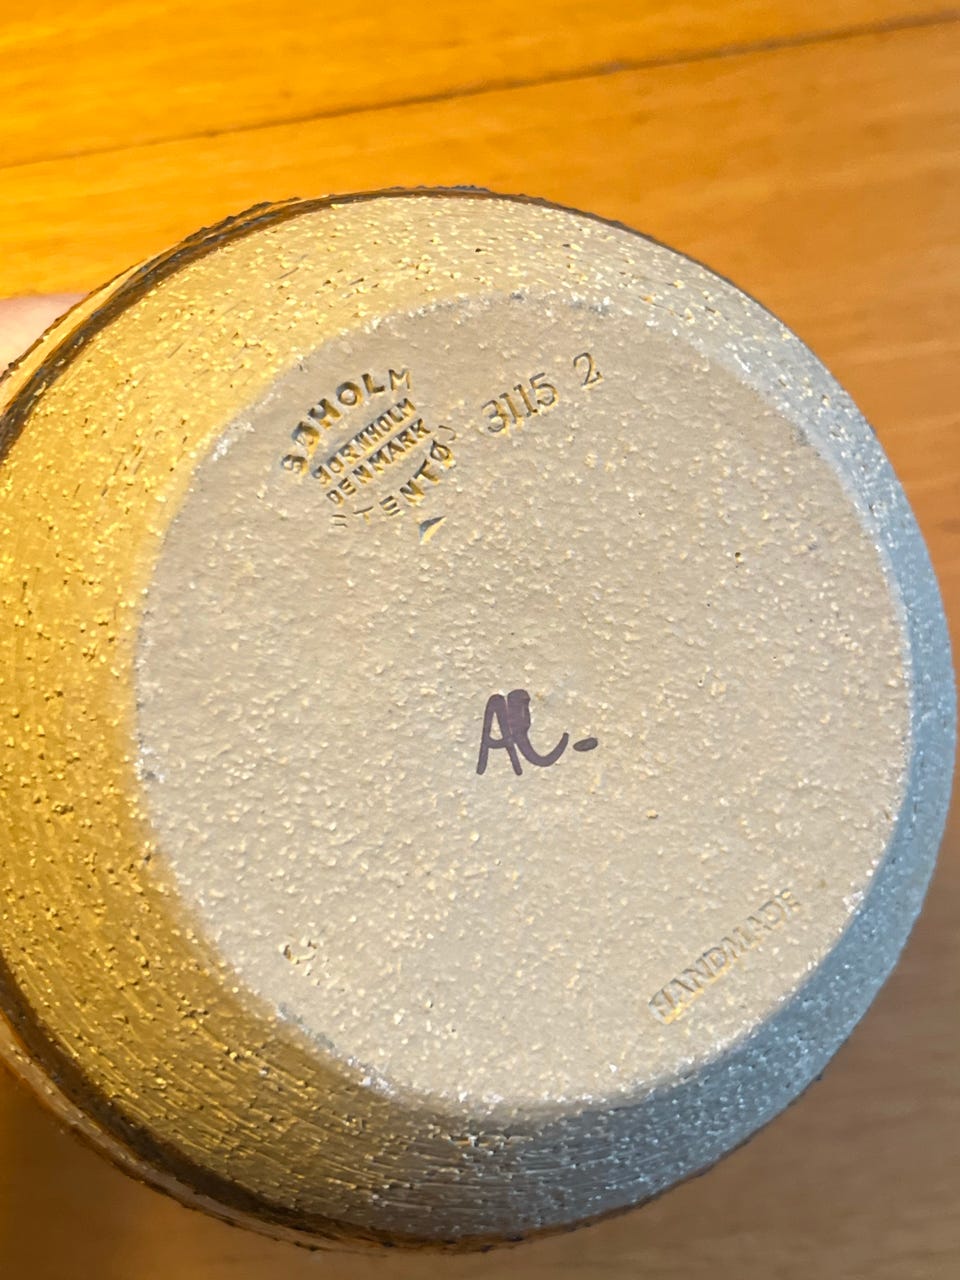 SØHOLM
BORNHOLM
DENMARK
STENTØJ
3115 2
AL.
HANDMADE